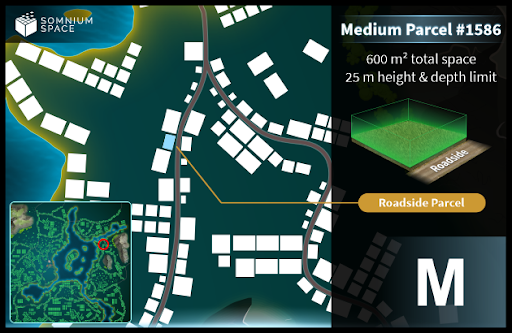 SOMNIUM
SPACE
Medium Parcel #1586
600 m² total space
25 m height & depth limit
Roadside
Roadside Parcel
M